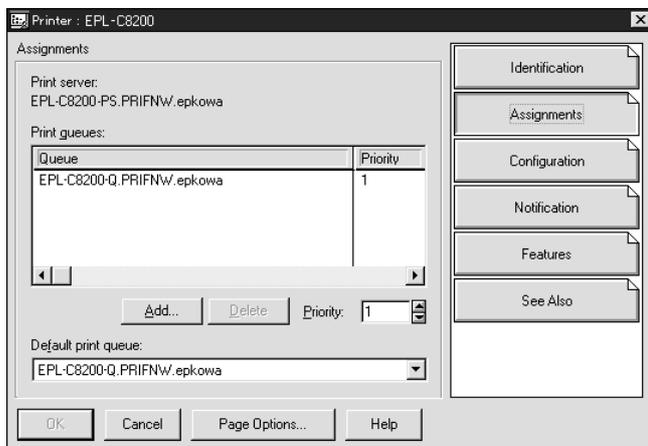 Printer : EPL-C8200
Assignments
Print server:
EPL-C8200-PS.PRIFNW.epkowa
Print queues:
Queue Priority
EPL-C8200-Q.PRIFNW.epkowa 1
Add... Delete Priority: 1
Default print queue:
EPL-C8200-Q.PRIFNW.epkowa
OK Cancel Page Options... Help
Identification
Assignments
Configuration
Notification
Features
See Also